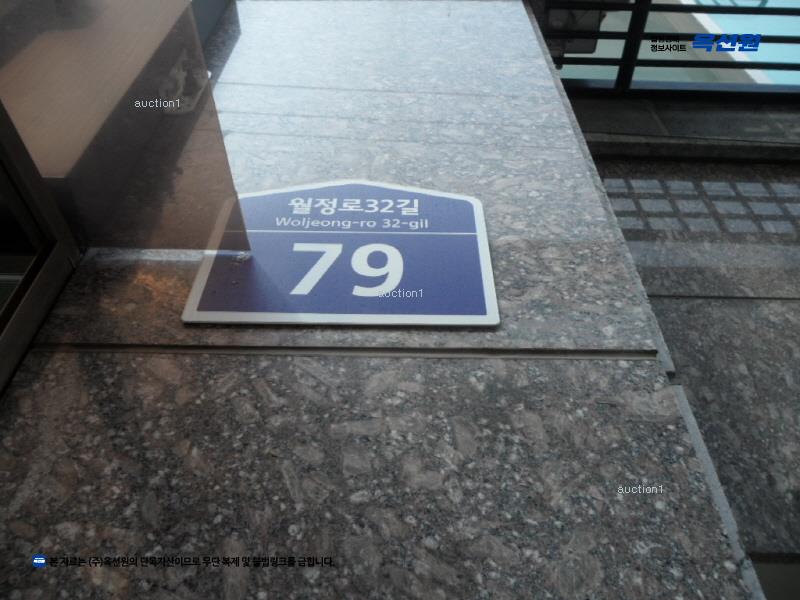 정보사이트 옥션원
auction1
월정로32길
Woljeong-ro 32-gil
79
auction1
auction1
본 자료는 (주)옥션원의 단독자산이므로 무단 복제 및 불법링크를 금합니다.